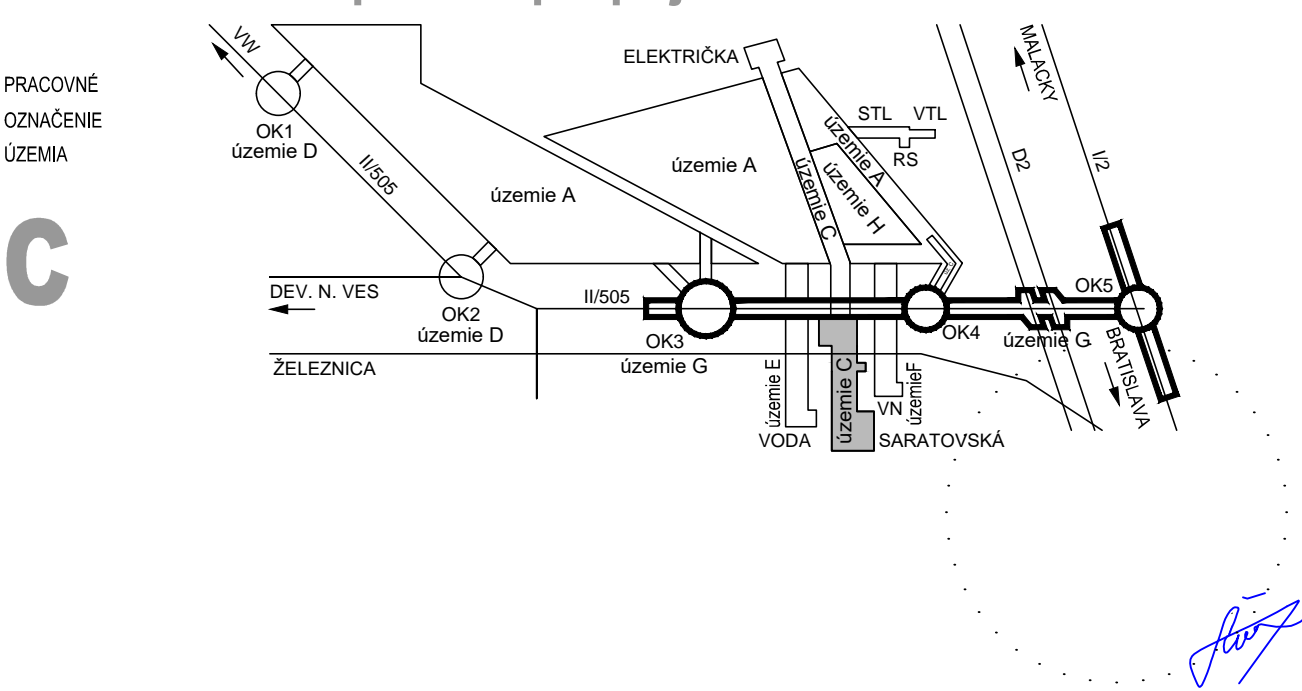 PRACOVNÉ
OZNAČENIE
ÚZEMIA
C
VW
OK1
územie D
II/505
územie A
ELEKTRIČKA
územie A
územie C
územie A
územie H
STL VTL
RS
MALACKY
D2
I/2
DEV. N. VES
OK2
územie D
II/505
OK3
územie G
OK4
OK5
územie G
BRATISLAVA
ŽELEZNICA
územie E
VODA
územie C
SARATOVSKÁ
VN
územieF